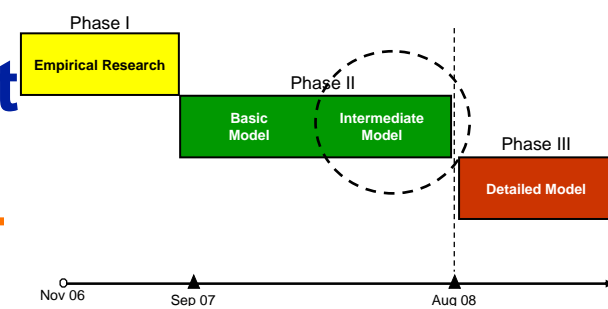 Phase I
Empirical Research
t
Phase II
Basic
Model
Intermediate
Model
Phase III
Detailed Model
Nov 06
Sep 07
Aug 08